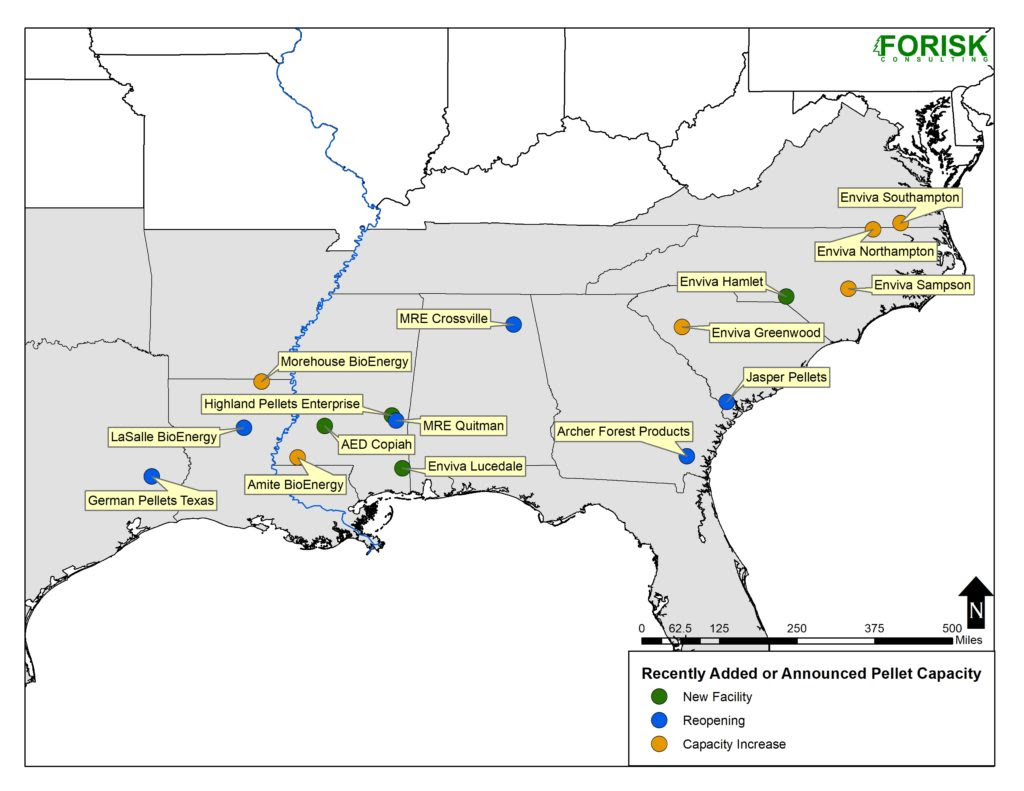 FORISK
CONSULTING
Enviva Southampton
Enviva Northampton
Enviva Hamlet
Enviva Sampson
MRE Crossville
Enviva Greenwood
Morehouse BioEnergy
Jasper Pellets
Highland Pellets Enterprise
MRE Quitman
LaSalle BioEnergy
AED Copiah
Archer Forest Products
Enviva Lucedale
Amite BioEnergy
German Pellets Texas
N
0 62.5 125 250 375 500
Miles
Recently Added or Announced Pellet Capacity
New Facility
Reopening
Capacity Increase